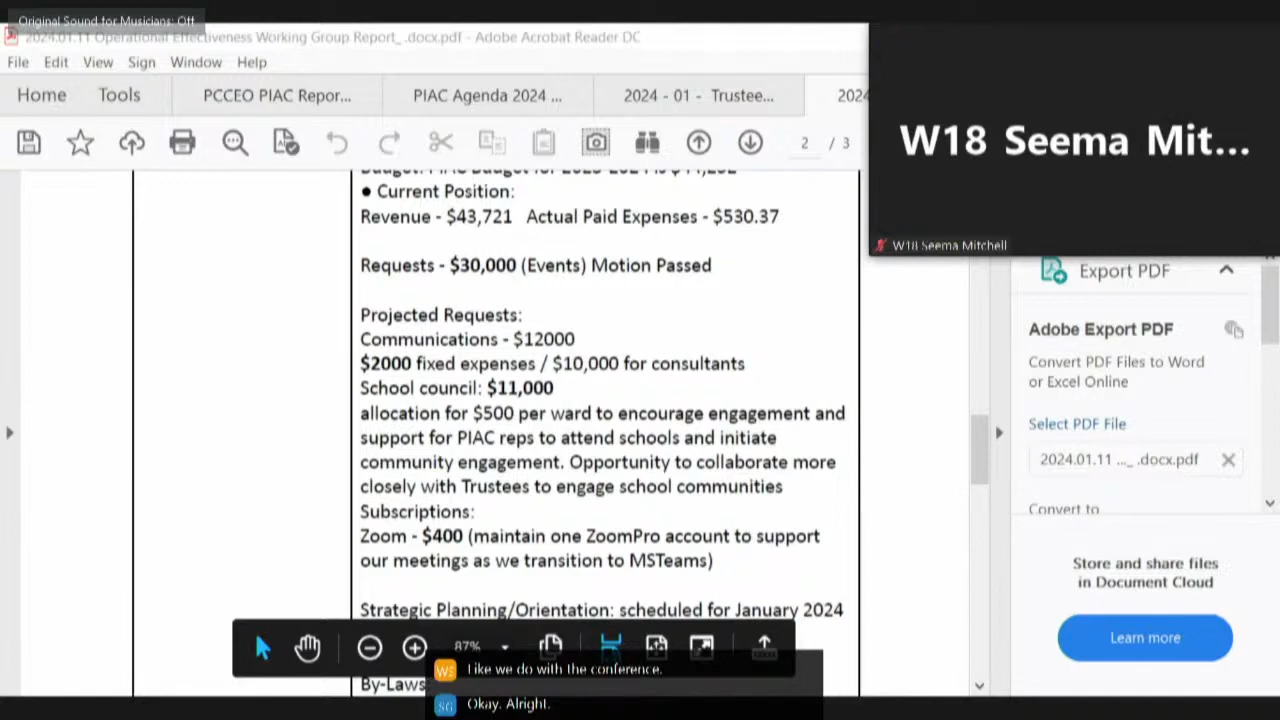 Original Sound for Musicians: Off
2024.01.11 Operational Effectiveness Working Group Report_ .docx.pdf - Adobe Acrobat Reader DC
File Edit View Sign Window Help
Home Tools PCCEO PIAC Repor... PIAC Agenda 2024 ... 2024 - 01 - Trustee... 2024
2 / 3
W18 Seema Mit...
W18 Seema Mitchell
● Current Position:
Revenue - $43,721 Actual Paid Expenses - $530.37
Requests - $30,000 (Events) Motion Passed
Projected Requests:
Communications - $12000
$2000 fixed expenses / $10,000 for consultants
School council: $11,000
allocation for $500 per ward to encourage engagement and
support for PIAC reps to attend schools and initiate
community engagement. Opportunity to collaborate more
closely with Trustees to engage school communities
Subscriptions:
Zoom - $400 (maintain one ZoomPro account to support
our meetings as we transition to MSTeams)
Strategic Planning/Orientation: scheduled for January 2024
By-Laws
Export PDF
Adobe Export PDF
Convert PDF Files to Word
or Excel Online
Select PDF File
2024.01.11 ..._ .docx.pdf
Convert to
Store and share files
in Document Cloud
Learn more
87%
WS Like we do with the conference.
SG Okay. Alright.